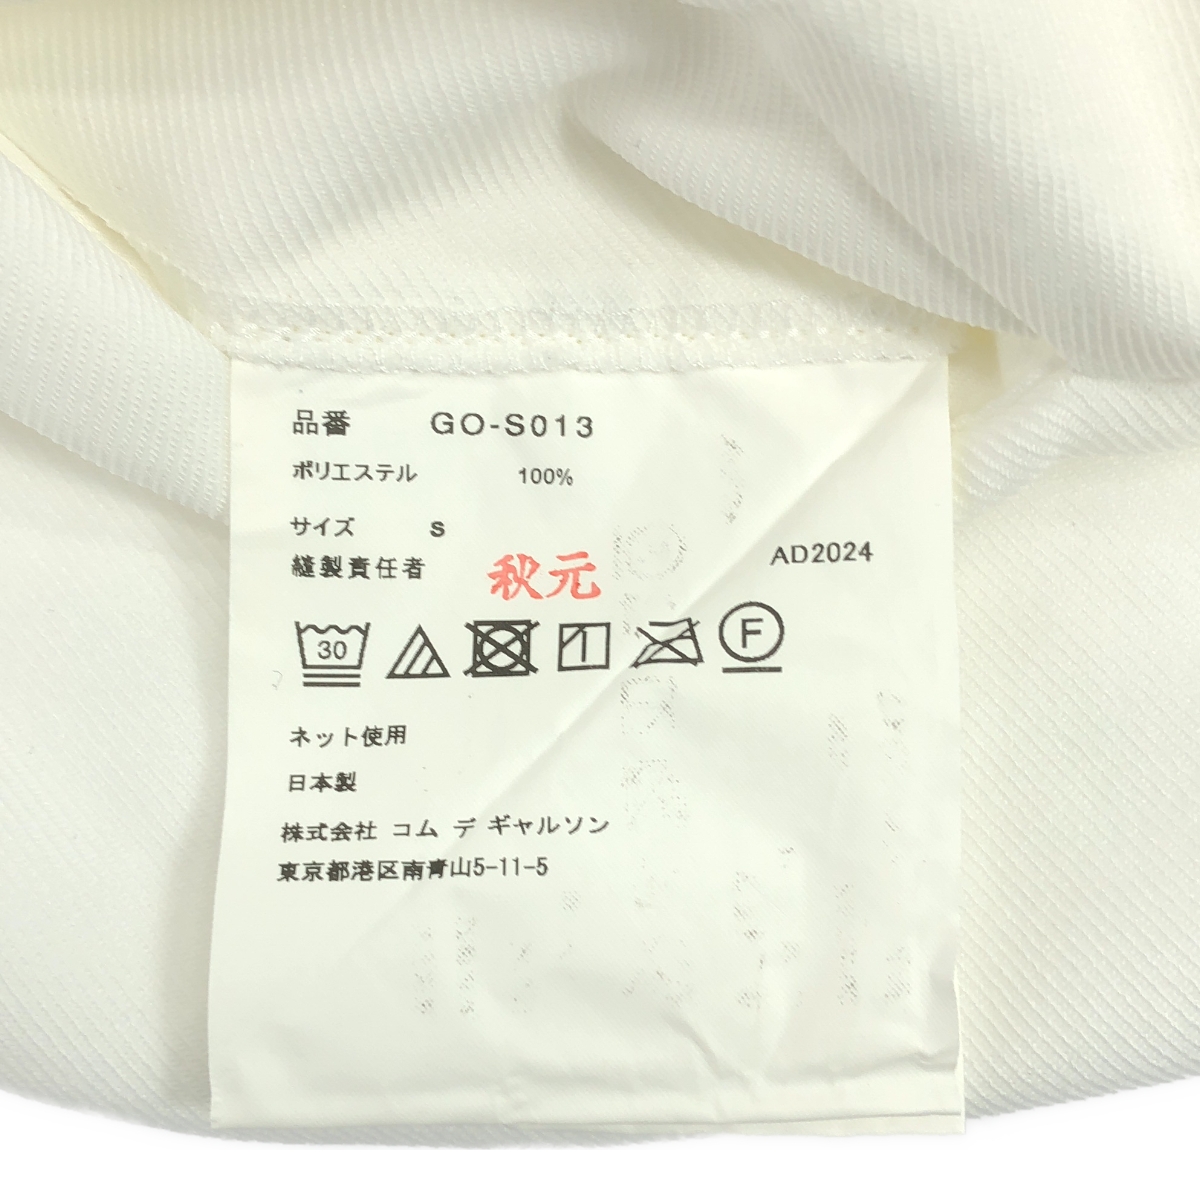 品番 GO-S013
ポリエステル 100%
サイズ S
縫製責任者 秋元
AD2024
30 F
ネット使用
日本製
株式会社 コム デ ギャルソン
東京都港区南青山5-11-5